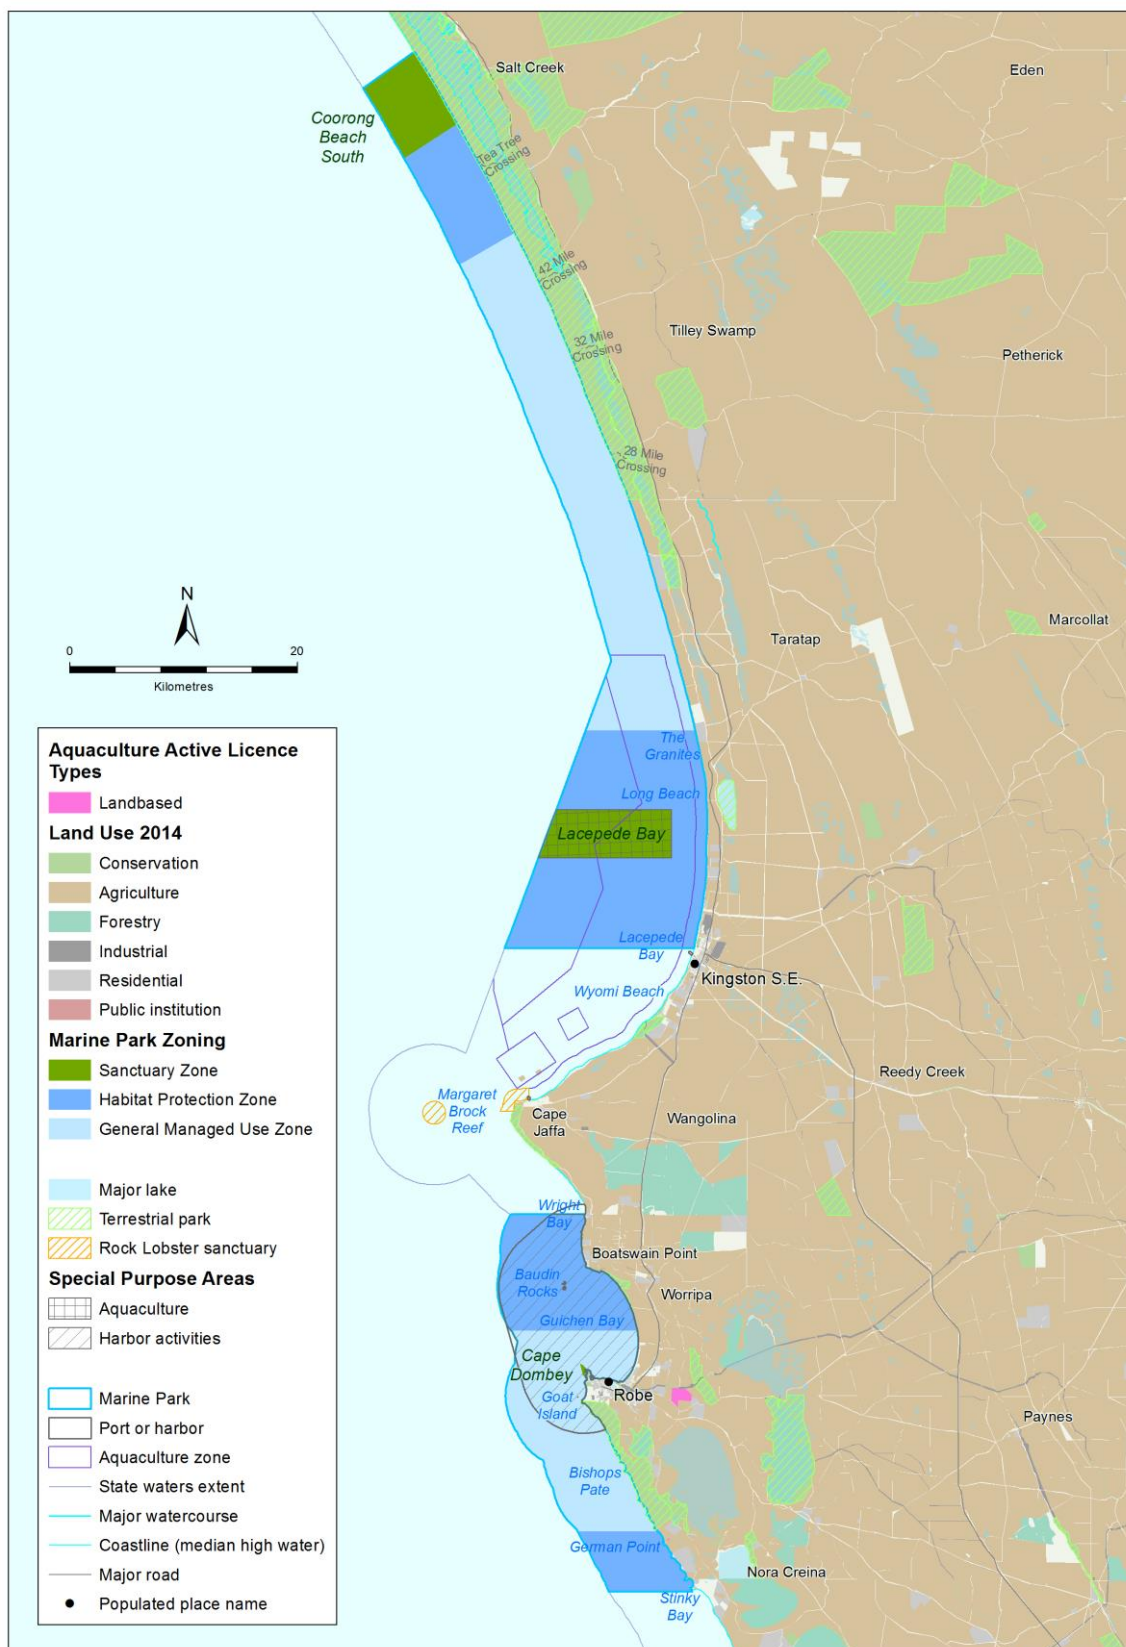 Salt Creek
Eden
Coorong
Beach
South
Tea Tree
Crossing
42 Mile
Crossing
32 Mile
Crossing
Tilley Swamp
Petherick
28 Mile
Crossing
N
0
20
Kilometres
Marcollat
Taratap
The
Granites
Long Beach
Lacepede Bay
Lacepede
Bay
Kingston S.E.
Wyomi Beach
Reedy Creek
Margaret
Brock
Reef
Cape
Jaffa
Wangolina
Wright
Bay
Boatswain Point
Baudin
Rocks
Worripa
Guichen Bay
Cape
Dombey
Robe
Goat
Island
Paynes
Bishops
Pate
German Point
Nora Creina
Stinky
Bay
Aquaculture Active Licence
Types
Landbased
Land Use 2014
Conservation
Agriculture
Forestry
Industrial
Residential
Public institution
Marine Park Zoning
Sanctuary Zone
Habitat Protection Zone
General Managed Use Zone
Major lake
Terrestrial park
Rock Lobster sanctuary
Special Purpose Areas
Aquaculture
Harbor activities
Marine Park
Port or harbor
Aquaculture zone
State waters extent
Major watercourse
Coastline (median high water)
Major road
Populated place name